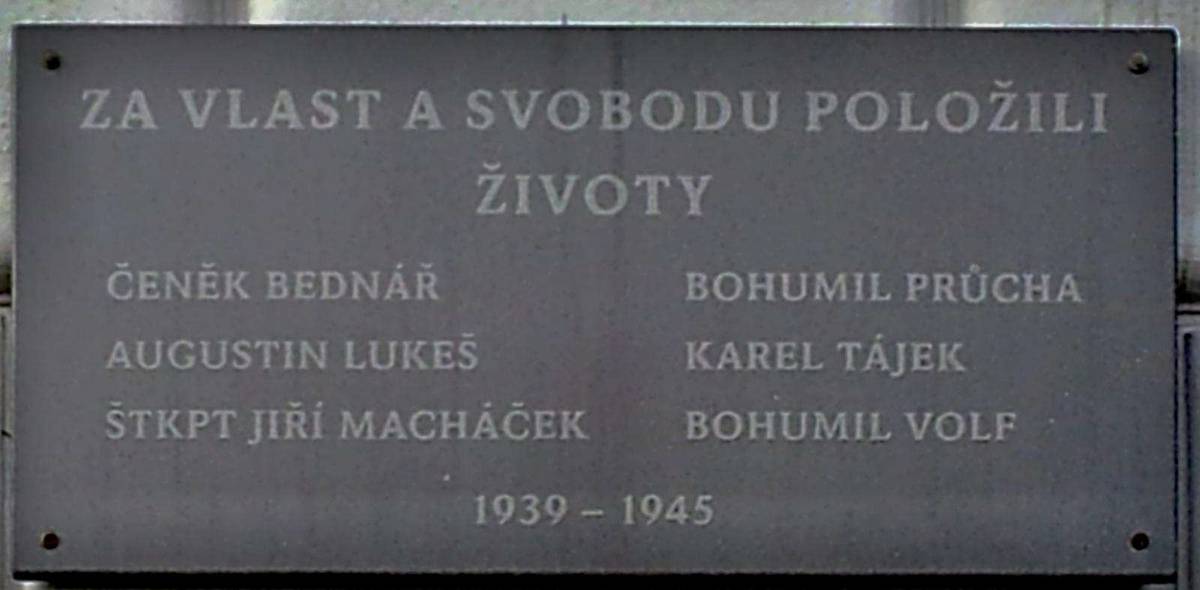 ZA VLAST A SVOBODU POLOŽILI
ŽIVOTY
ČENĚK BEDNÁŘ
AUGUSTIN LUKEŠ
ŠTKPT JIŘÍ MACHÁČEK
BOHUMIL PRŮCHA
KAREL TÁJEK
BOHUMIL VOLF
1939 – 1945